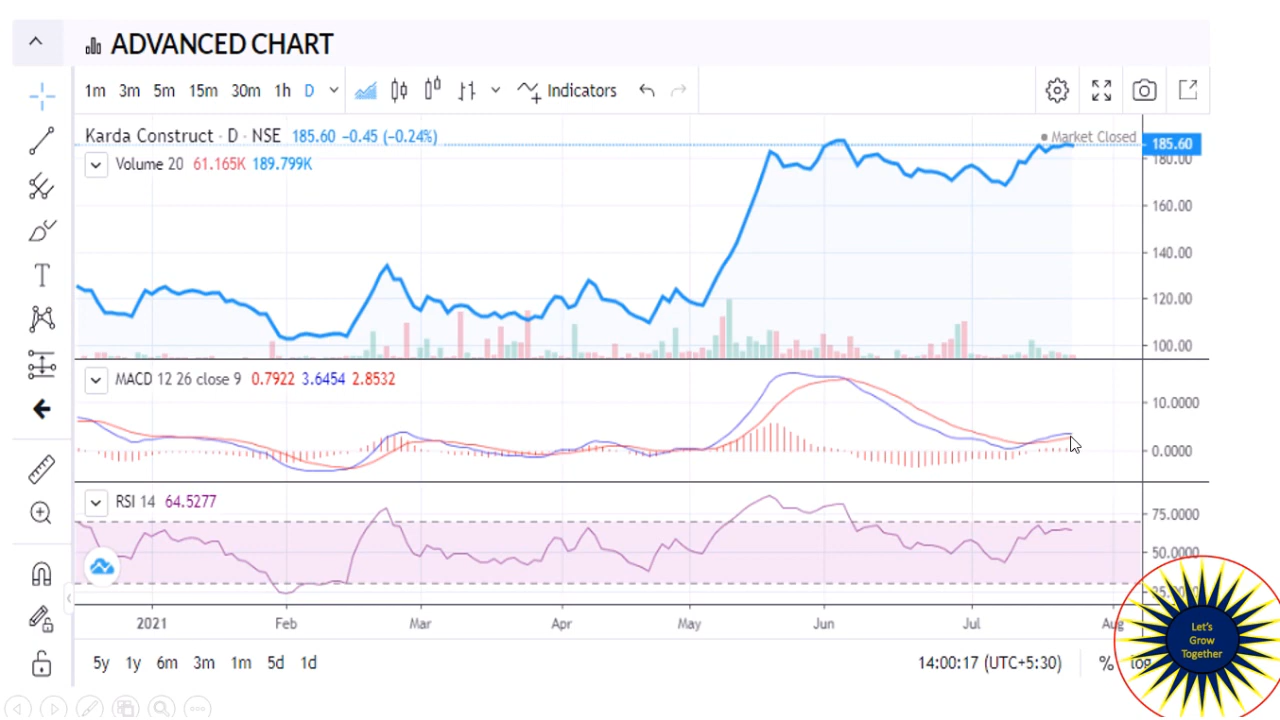 ADVANCED CHART
1m 3m 5m 15m 30m 1h D Indicators
Karda Construct · D · NSE 185.60 −0.45 (−0.24%)
Market Closed
185.60
Volume 20 61.165K 189.799K
180.00
160.00
140.00
120.00
100.00
MACD 12 26 close 9 0.7922 3.6454 2.8532
10.0000
0.0000
RSI 14 64.5277
75.0000
50.0000
25.0000
2021 Feb Mar Apr May Jun Jul Aug
5y 1y 6m 3m 1m 5d 1d 14:00:17 (UTC+5:30) % log
Let's
Grow
Together